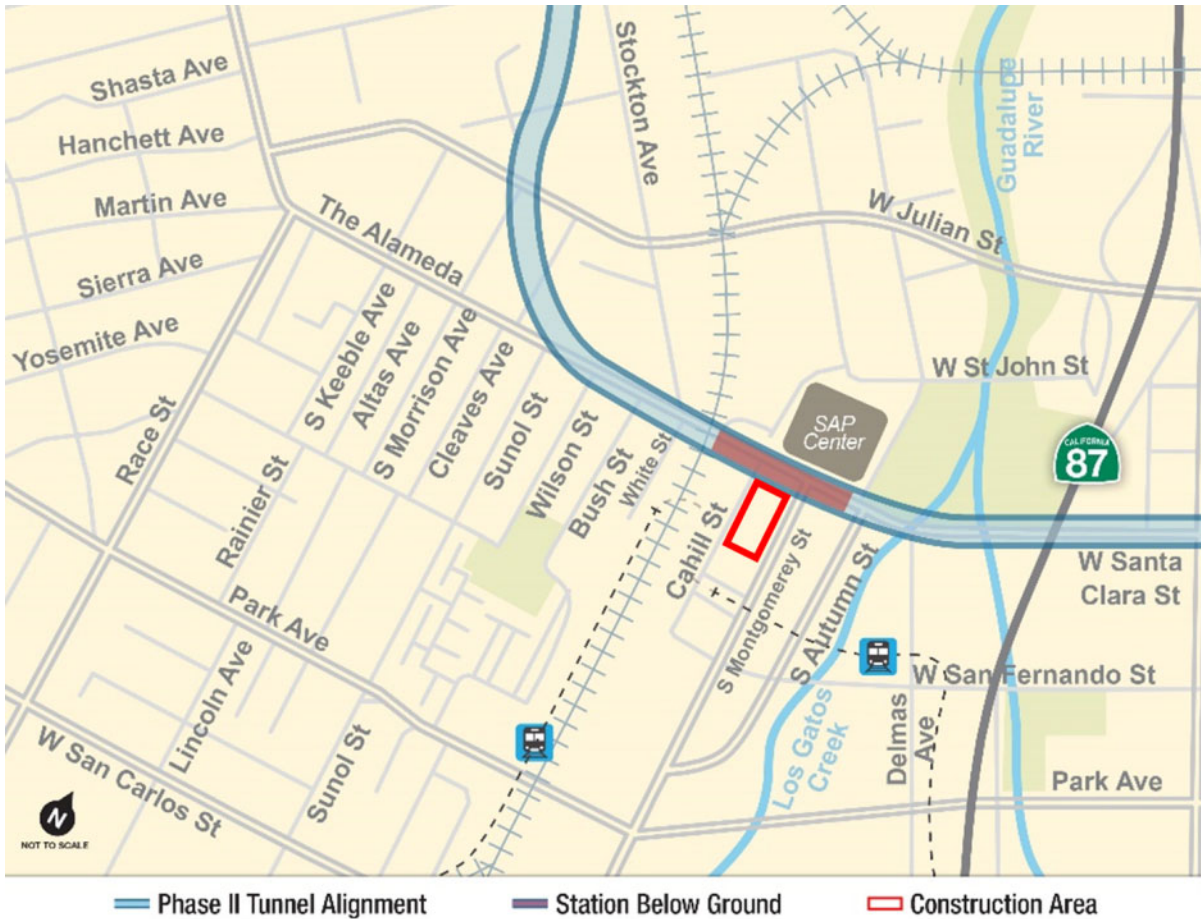 Shasta Ave
Hanchett Ave
Martin Ave
Sierra Ave
Yosemite Ave
Race St
The Alameda
Stockton Ave
Guadalupe
River
W Julian St
W St John St
SAP
Center
CALIFORNIA
87
S Keeble Ave
Altas Ave
S Morrison Ave
Cleaves Ave
Sunol St
Wilson St
Bush St
White St
Rainier St
Cahill St
S Montgomerey St
S Autumn St
W Santa
Clara St
Park Ave
W San Fernando St
Lincoln Ave
Sunol St
W San Carlos St
Los Gatos
Creek
Delmas
Ave
Park Ave
N
NOT TO SCALE
Phase II Tunnel Alignment
Station Below Ground
Construction Area